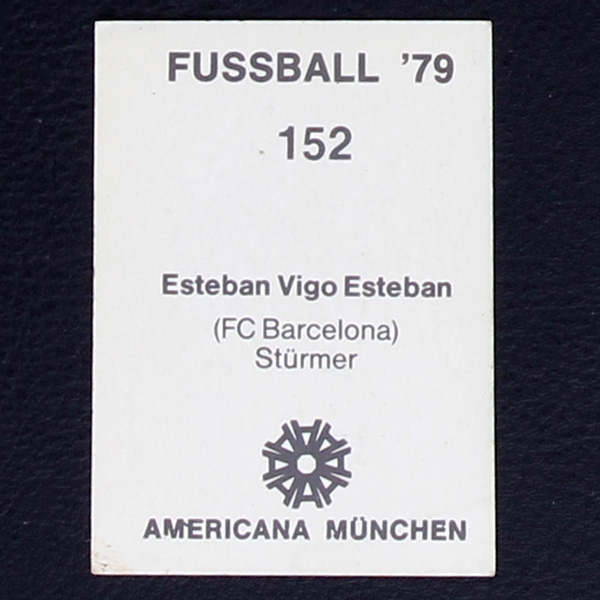 FUSSBALL ’79
152
Esteban Vigo Esteban
(FC Barcelona)
Stürmer
AMERICANA MÜNCHEN